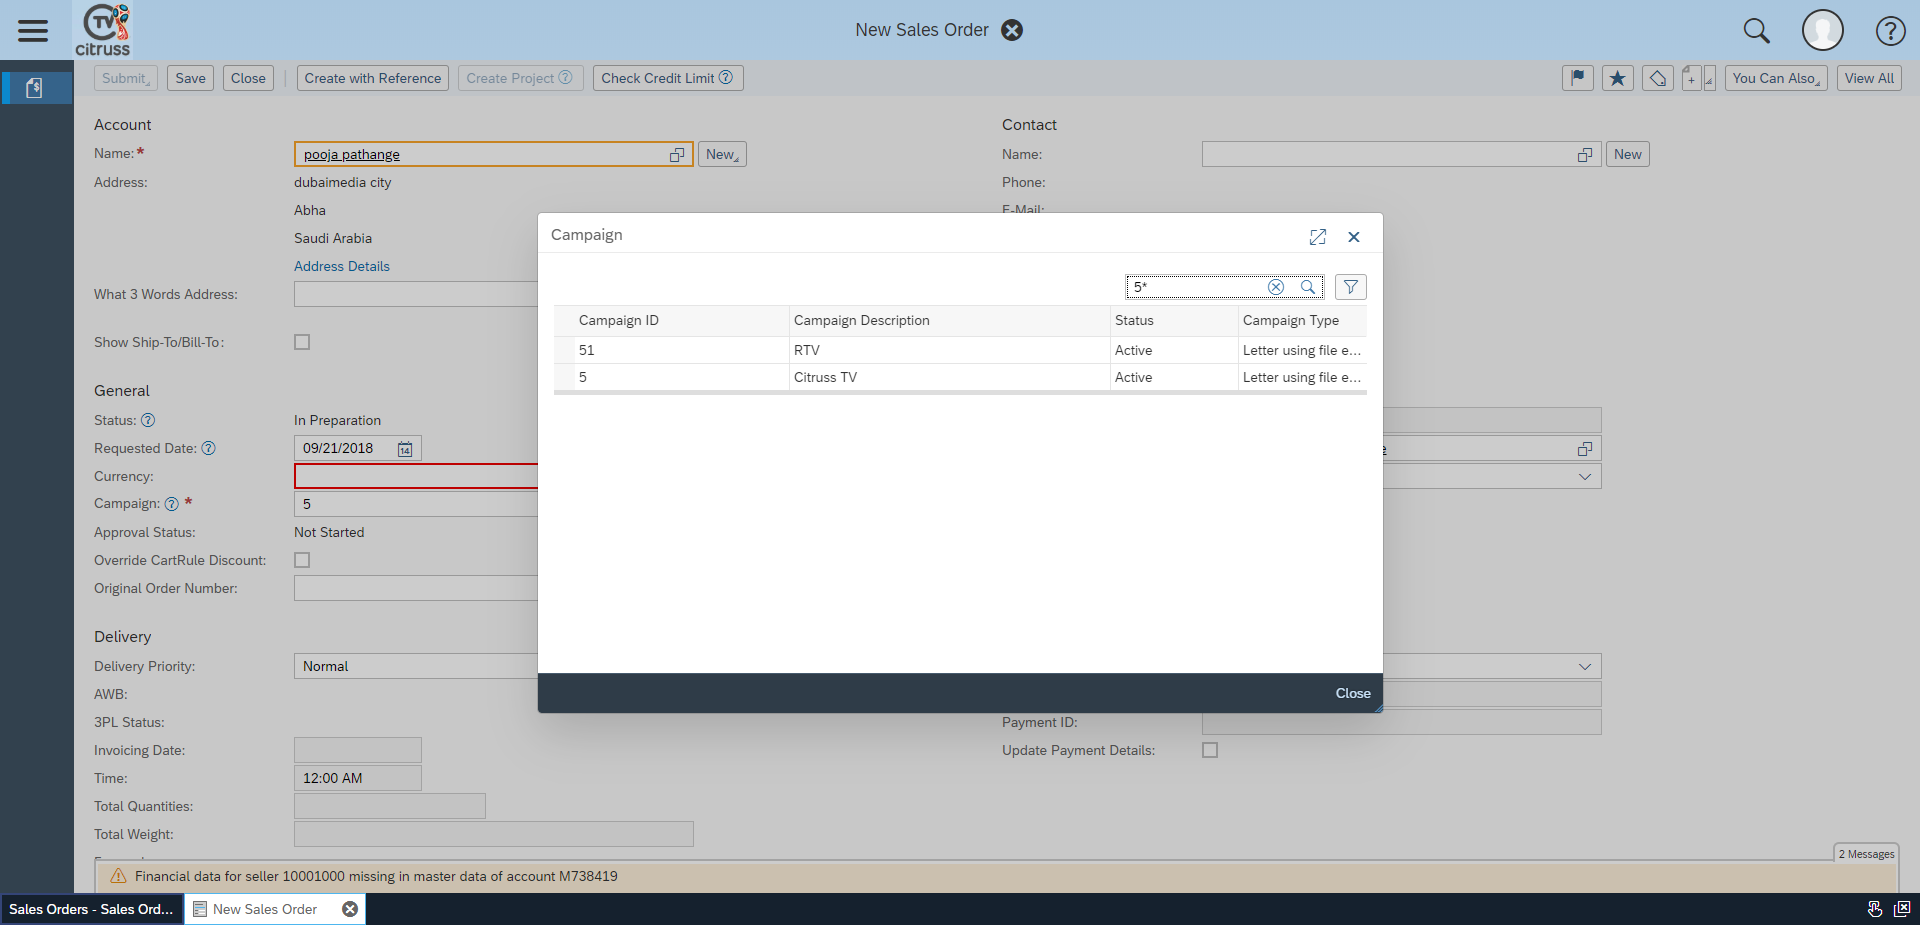 TV
citruss
New Sales Order
Submit
Save
Close
Create with Reference
Create Project
Check Credit Limit
You Can Also
View All
Account
Name: *
pooja pathange
New
Address:
dubaimedia city
Abha
Saudi Arabia
Address Details
What 3 Words Address:
Show Ship-To/Bill-To:
Contact
Name:
New
Phone:
E-Mail:
General
Status:
In Preparation
Requested Date:
09/21/2018
14
Currency:
Campaign: *
5
Approval Status:
Not Started
Override CartRule Discount:
Original Order Number:
Delivery
Delivery Priority:
Normal
AWB:
3PL Status:
Invoicing Date:
Time:
12:00 AM
Total Quantities:
Total Weight:
Payment ID:
Update Payment Details:
Campaign
5*
Campaign ID
Campaign Description
Status
Campaign Type
51
RTV
Active
Letter using file e...
5
Citruss TV
Active
Letter using file e...
Close
2 Messages
Financial data for seller 10001000 missing in master data of account M738419
Sales Orders - Sales Ord...
New Sales Order